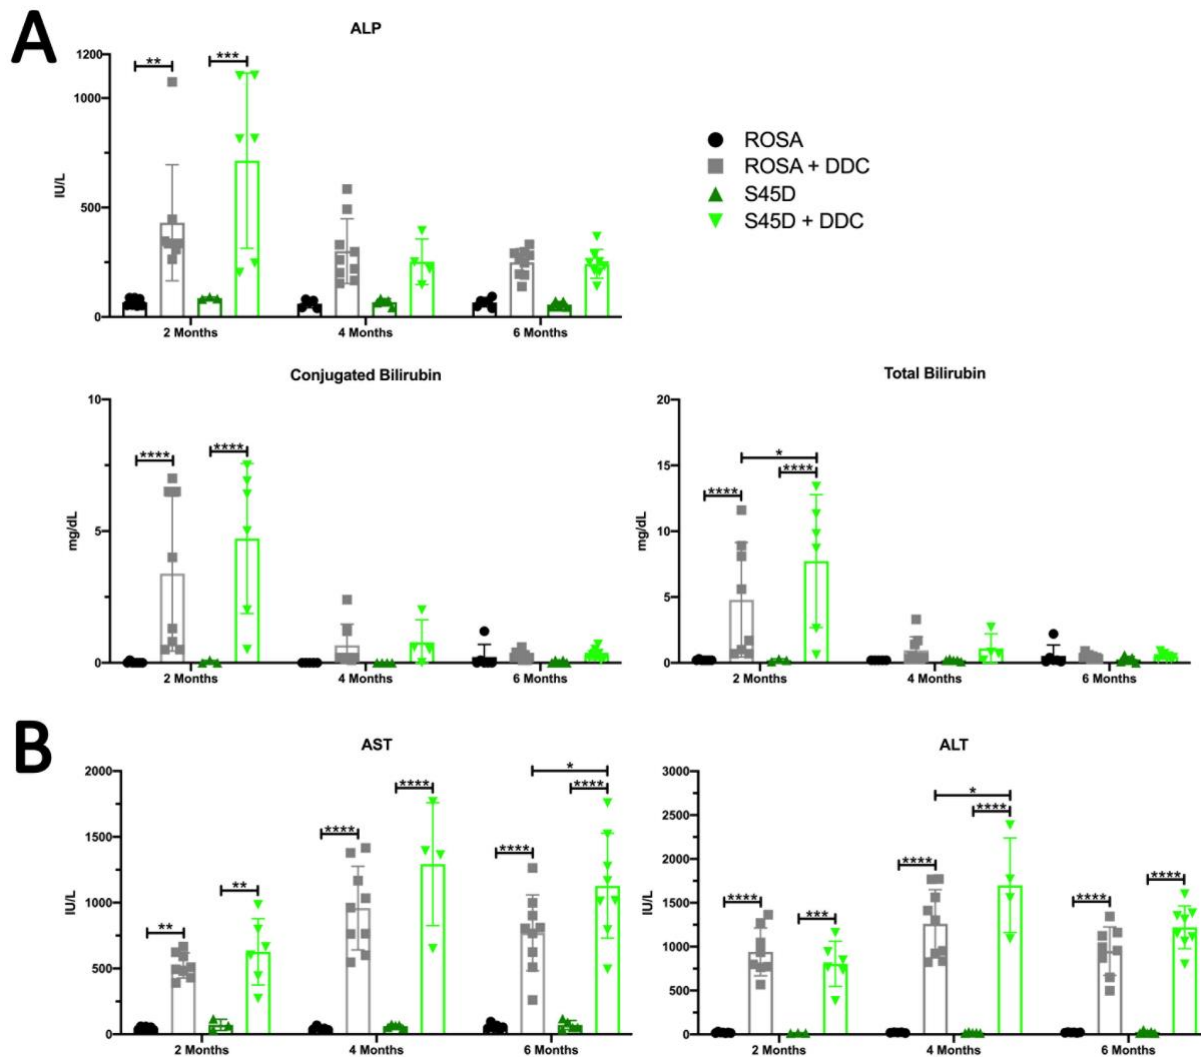 A
ALP
1200
1000
500
0
IU/L
** ***
2 Months 4 Months 6 Months
ROSA
ROSA + DDC
S45D
S45D + DDC
Conjugated Bilirubin
10
5
0
mg/dL
**** ****
2 Months 4 Months 6 Months
Total Bilirubin
20
15
10
5
0
mg/dL
*
****
****
2 Months 4 Months 6 Months
B
AST
2000
1500
1000
500
0
IU/L
** ** **** **** **** * ****
2 Months 4 Months 6 Months
ALT
3000
2500
2000
1500
1000
500
0
IU/L
**** *** **** * **** **** ****
2 Months 4 Months 6 Months